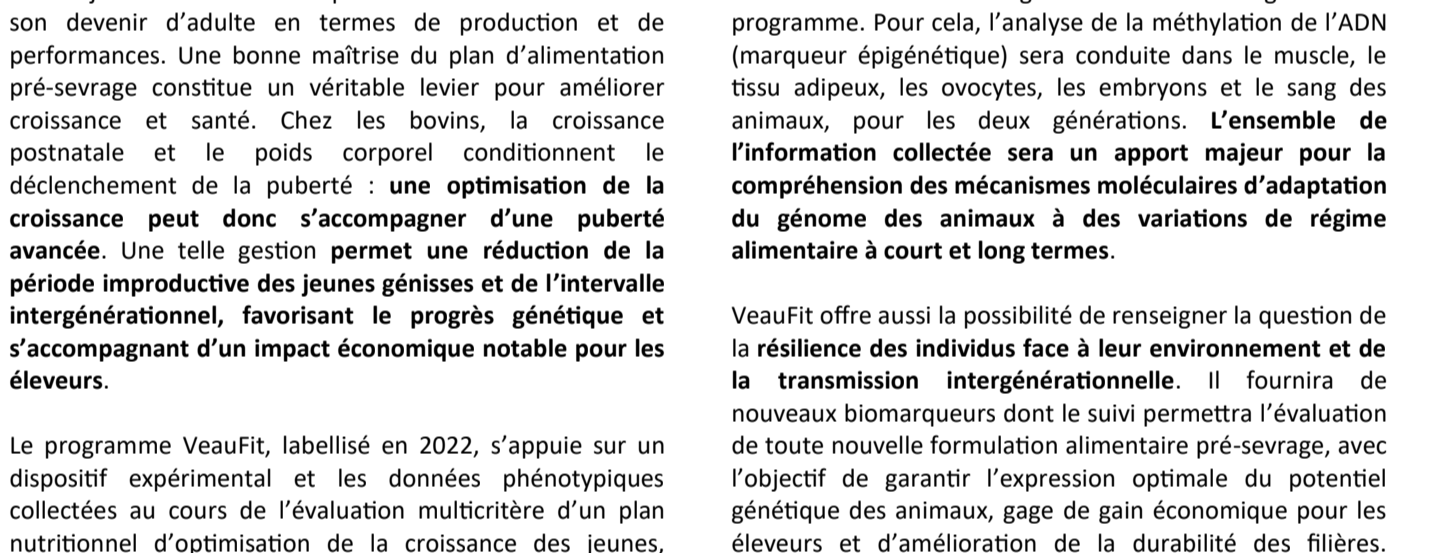 son devenir d’adulte en termes de production et de
performances. Une bonne maîtrise du plan d’alimentation
pré-sevrage constitue un véritable levier pour améliorer
croissance et santé. Chez les bovins, la croissance
postnatale et le poids corporel conditionnent le
déclenchement de la puberté : une optimisation de la
croissance peut donc s’accompagner d’une puberté
avancée. Une telle gestion permet une réduction de la
période improductive des jeunes génisses et de l’intervalle
intergénérationnel, favorisant le progrès génétique et
s’accompagnant d’un impact économique notable pour les
éleveurs.
Le programme VeauFit, labellisé en 2022, s’appuie sur un
dispositif expérimental et les données phénotypiques
collectées au cours de l’évaluation multicritère d’un plan
nutritionnel d’optimisation de la croissance des jeunes,
programme. Pour cela, l’analyse de la méthylation de l’ADN
(marqueur épigénétique) sera conduite dans le muscle, le
tissu adipeux, les ovocytes, les embryons et le sang des
animaux, pour les deux générations. L’ensemble de
l’information collectée sera un apport majeur pour la
compréhension des mécanismes moléculaires d’adaptation
du génome des animaux à des variations de régime
alimentaire à court et long termes.
VeauFit offre aussi la possibilité de renseigner la question de
la résilience des individus face à leur environnement et de
la transmission intergénérationnelle. Il fournira de
nouveaux biomarqueurs dont le suivi permettra l’évaluation
de toute nouvelle formulation alimentaire pré-sevrage, avec
l’objectif de garantir l’expression optimale du potentiel
génétique des animaux, gage de gain économique pour les
éleveurs et d’amélioration de la durabilité des filières.